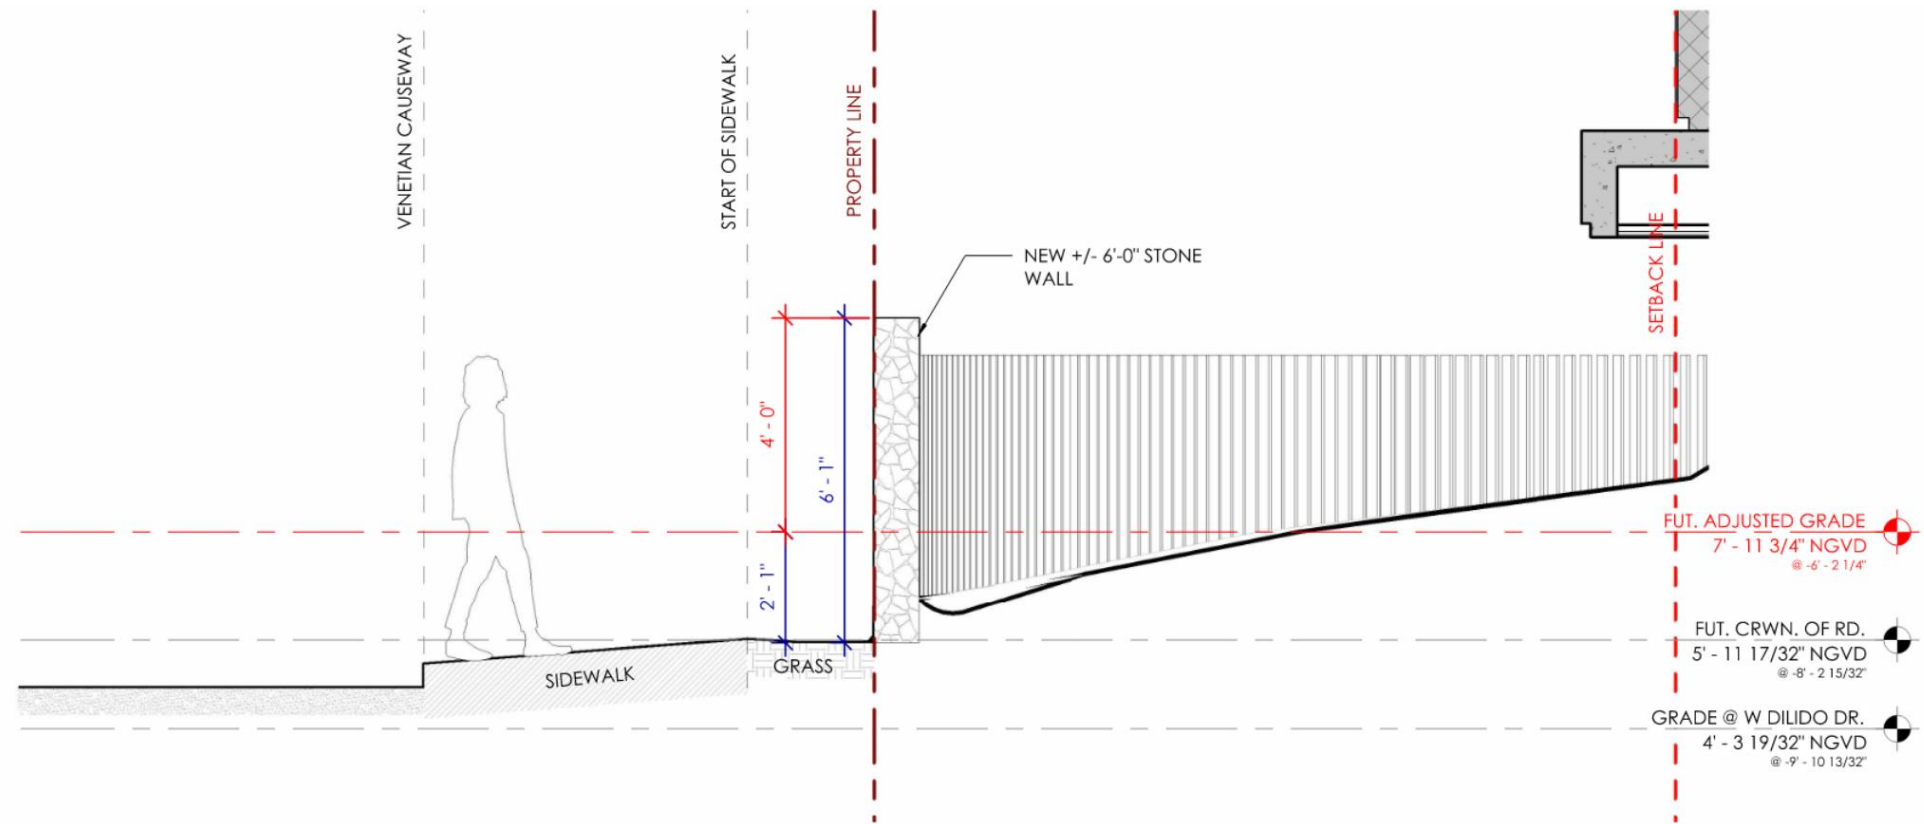 VENETIAN CAUSEWAY
START OF SIDEWALK
PROPERTY LINE
NEW +/- 6'-0" STONE
WALL
SETBACK LINE
4' - 0"
6' - 1"
2' - 1"
FUT. ADJUSTED GRADE
7' - 11 3/4" NGVD
@ -6' - 2 1/4"
FUT. CRWN. OF RD.
5' - 11 17/32" NGVD
@ -8' - 2 15/32"
SIDEWALK
GRASS
GRADE @ W DILIDO DR.
4' - 3 19/32" NGVD
@ -9' - 10 13/32"